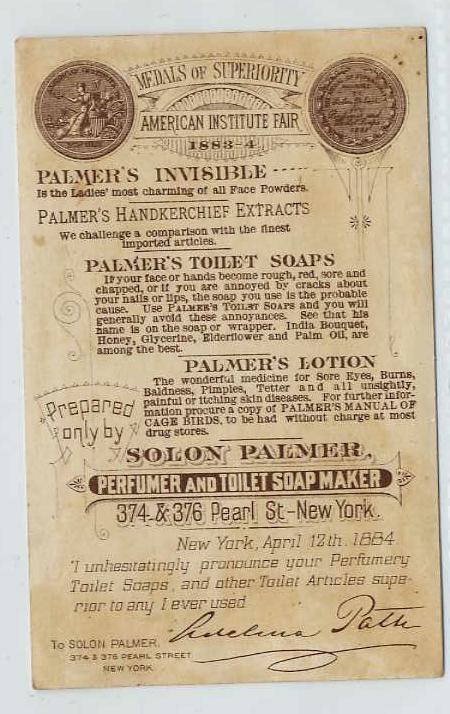 MEDALS OF SUPERIORITY
AMERICAN INSTITUTE FAIR
1883-4
PALMER'S INVISIBLE
Is the Ladies' most charming of all Face Powders.
PALMER'S HANDKERCHIEF EXTRACTS
We challenge a comparison with the finest
imported articles.
PALMER'S TOILET SOAPS
If your face or hands become rough, red, sore and
chapped, or if you are annoyed by cracks about
your nails or lips, the soap you use is the probable
cause. Use PALMER'S TOILET SOAPS and you will
generally avoid these annoyances. See that his
name is on the soap or wrapper. India Bouquet,
Honey, Glycerine, Elderflower and Palm Oil, are
among the best.
PALMER'S LOTION
The wonderful medicine for Sore Eyes, Burns,
Baldness, Pimples, Tetter and all unsightly,
painful or itching skin diseases. For further infor-
mation procure a copy of PALMER'S MANUAL OF
CAGE BIRDS, to be had without charge at most
drug stores.
Prepared
only by
SOLON PALMER,
PERFUMER AND TOILET SOAP MAKER
374 & 376 Pearl St-New York.
New York, April 12th. 1884
"I unhesitatingly pronounce your Perfumery
Toilet Soaps, and other Toilet Articles supe-
rior to any I ever used
Adelina Patti
To SOLON PALMER,
374 & 376 PEARL STREET
NEW YORK